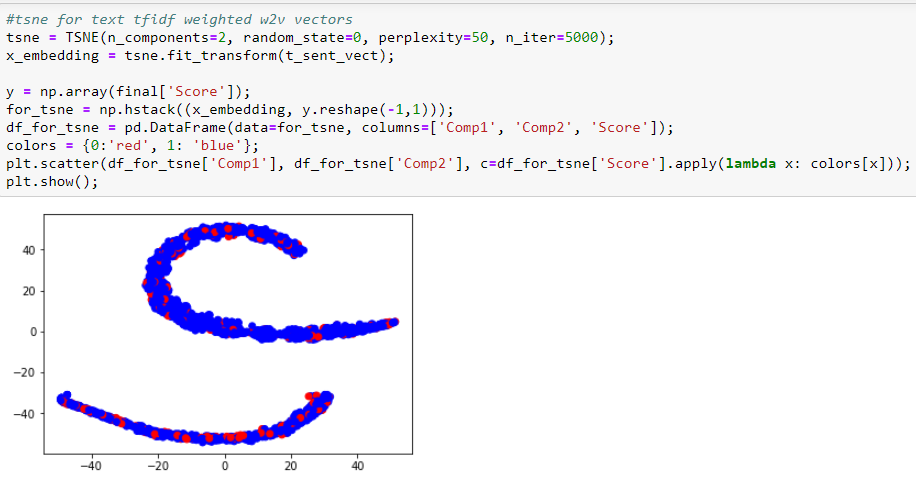 #tsne for text tfidf weighted w2v vectors
tsne = TSNE(n_components=2, random_state=0, perplexity=50, n_iter=5000);
x_embedding = tsne.fit_transform(t_sent_vect);
y = np.array(final['Score']);
for_tsne = np.hstack((x_embedding, y.reshape(-1,1)));
df_for_tsne = pd.DataFrame(data=for_tsne, columns=['Comp1', 'Comp2', 'Score']);
colors = {0:'red', 1: 'blue'};
plt.scatter(df_for_tsne['Comp1'], df_for_tsne['Comp2'], c=df_for_tsne['Score'].apply(lambda x: colors[x]));
plt.show();
40
20
0
−20
−40
−40 −20 0 20 40